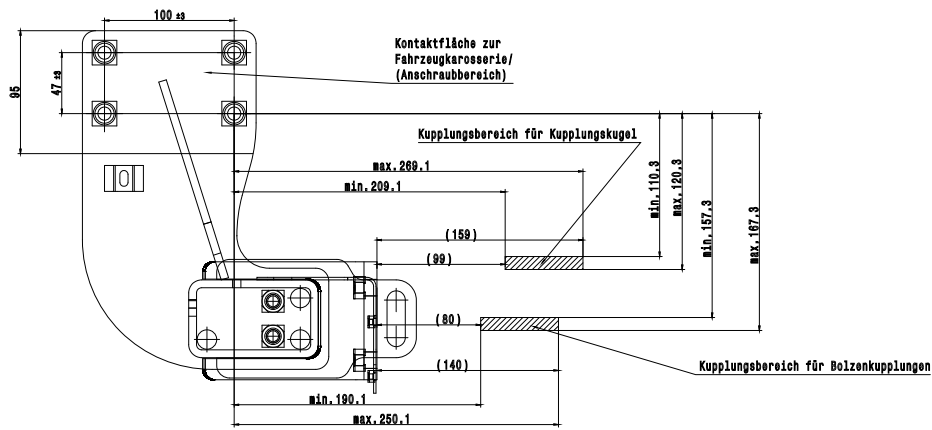 100 ±3
Kontaktfläche zur
Fahrzeugkarosserie/
(Anschraubbereich)
95
47 ±3
Kupplungsbereich für Kupplungskugel
max.269.1
min.209.1
min.110.3
max.120.3
min.157.3
max.167.3
(159)
(99)
(80)
(140)
Kupplungsbereich für Bolzenkupplungen
min.190.1
max.250.1